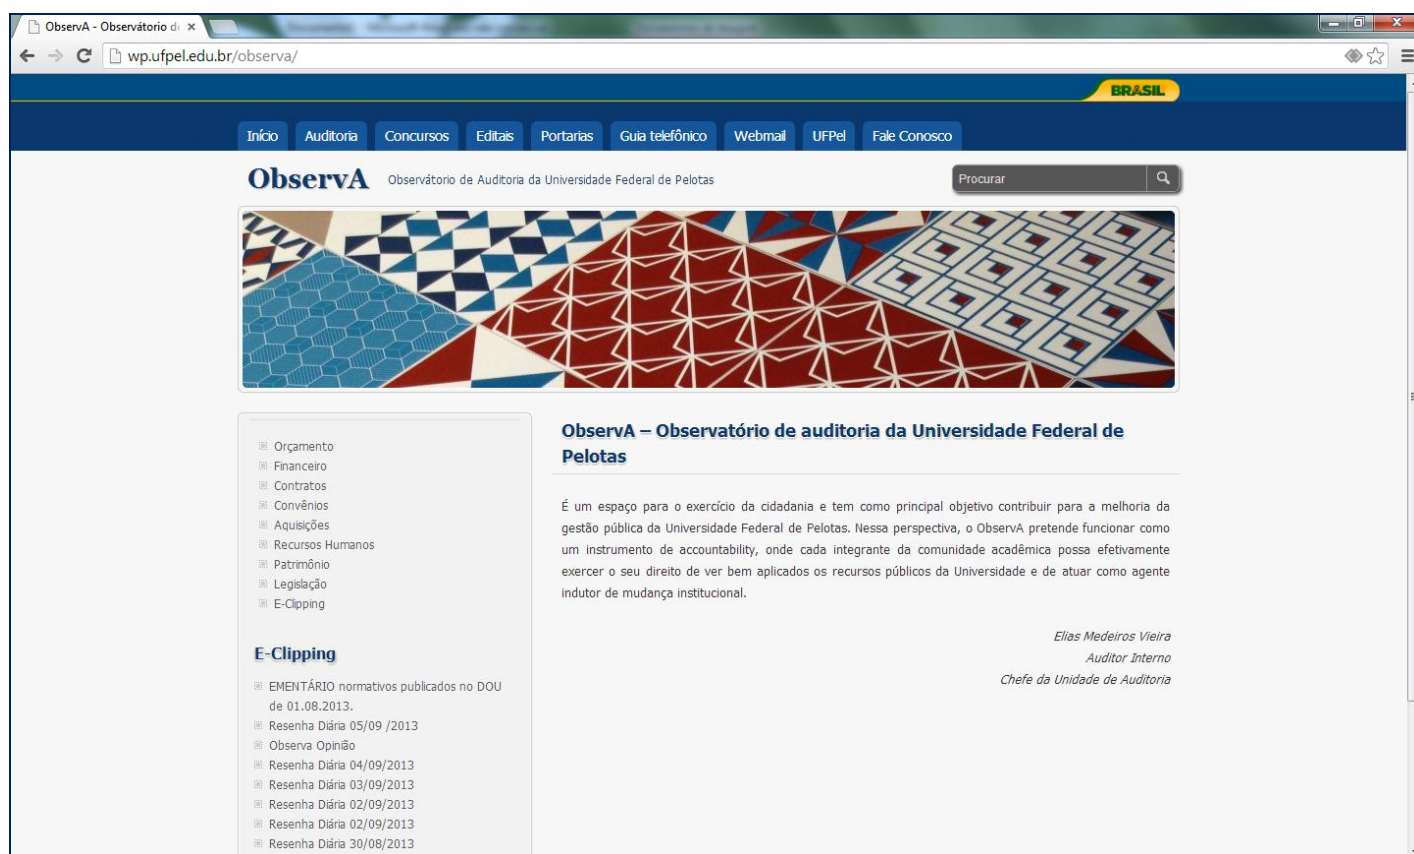 ObservA - Observátorio d
wp.ufpel.edu.br/observa/
BRASIL
Início Auditoria Concursos Editais Portarias Guia telefônico Webmail UFPel Fale Conosco
ObservA Observátorio de Auditoria da Universidade Federal de Pelotas Procurar
Orçamento
Financeiro
Contratos
Convênios
Aquisições
Recursos Humanos
Patrimônio
Legislação
E-Clipping
E-Clipping
EMENTÁRIO normativos publicados no DOU
de 01.08.2013.
Resenha Diária 05/09 /2013
Observa Opinião
Resenha Diária 04/09/2013
Resenha Diária 03/09/2013
Resenha Diária 02/09/2013
Resenha Diária 02/09/2013
Resenha Diária 30/08/2013
ObservA – Observatório de auditoria da Universidade Federal de
Pelotas
É um espaço para o exercício da cidadania e tem como principal objetivo contribuir para a melhoria da
gestão pública da Universidade Federal de Pelotas. Nessa perspectiva, o ObservA pretende funcionar como
um instrumento de accountability, onde cada integrante da comunidade acadêmica possa efetivamente
exercer o seu direito de ver bem aplicados os recursos públicos da Universidade e de atuar como agente
indutor de mudança institucional.
Elias Medeiros Vieira
Auditor Interno
Chefe da Unidade de Auditoria